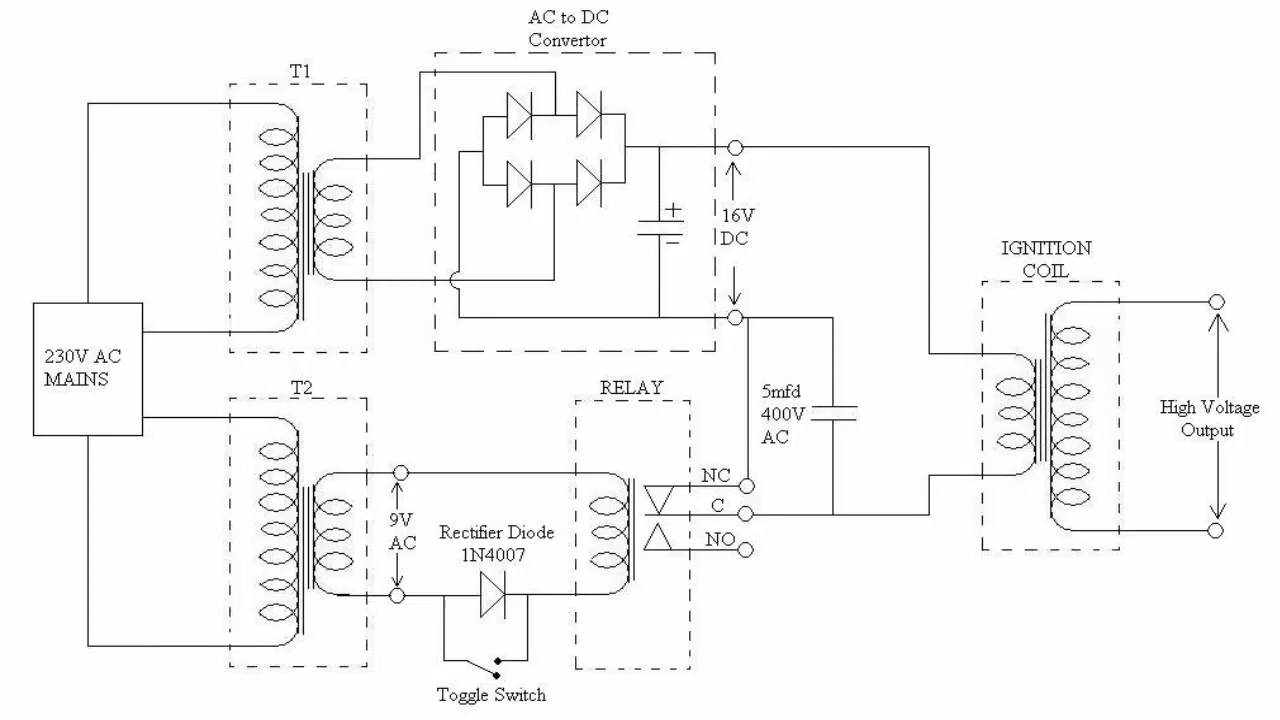 AC to DC
Convertor
T1
+
–
16V
DC
IGNITION
COIL
230V AC
MAINS
T2
RELAY
5mfd
400V
AC
High Voltage
Output
NC
C
NO
9V
AC
Rectifier Diode
1N4007
Toggle Switch